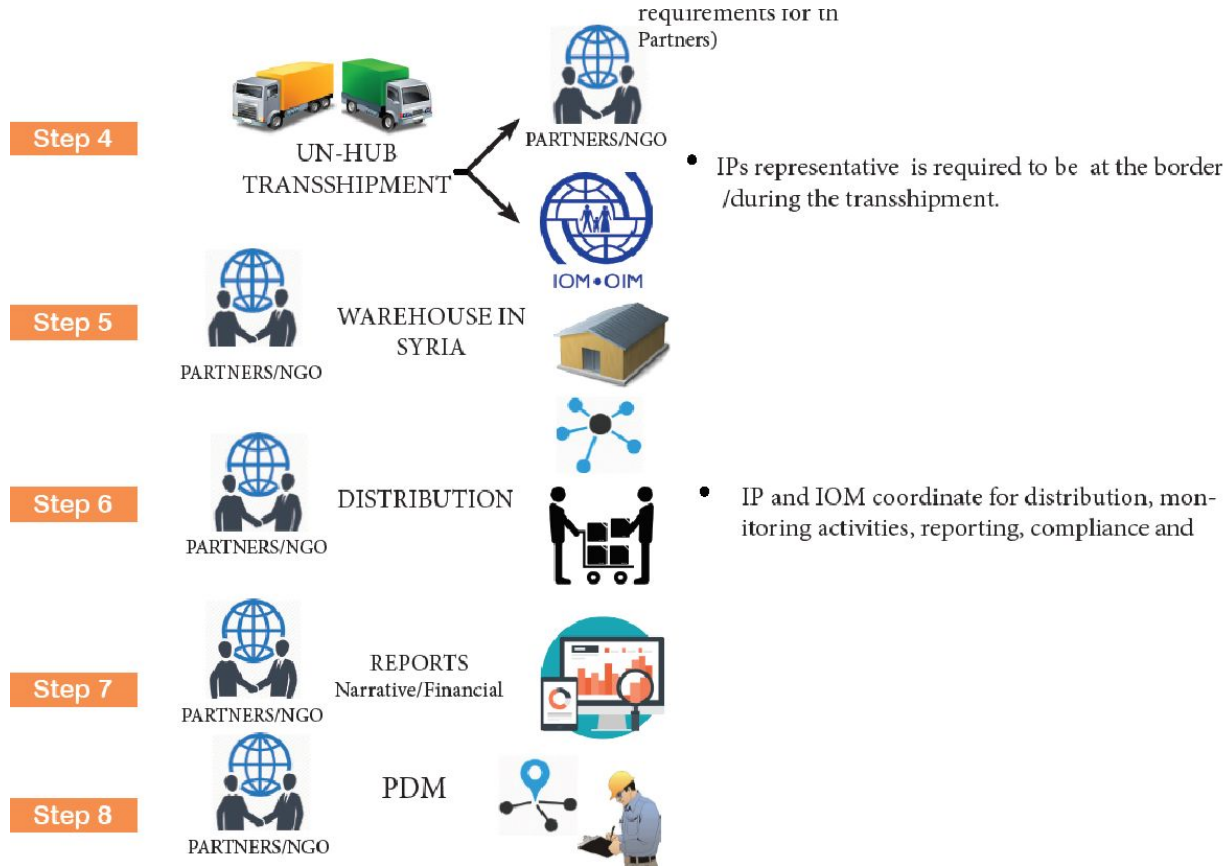 requirements for th
Partners)
Step 4
UN-HUB
TRANSSHIPMENT
PARTNERS/NGO
IOM•OIM
• IPs representative is required to be at the border
/during the transshipment.
Step 5
PARTNERS/NGO
WAREHOUSE IN
SYRIA
Step 6
PARTNERS/NGO
DISTRIBUTION
• IP and IOM coordinate for distribution, mon-
itoring activities, reporting, compliance and
Step 7
PARTNERS/NGO
REPORTS
Narrative/Financial
Step 8
PARTNERS/NGO
PDM